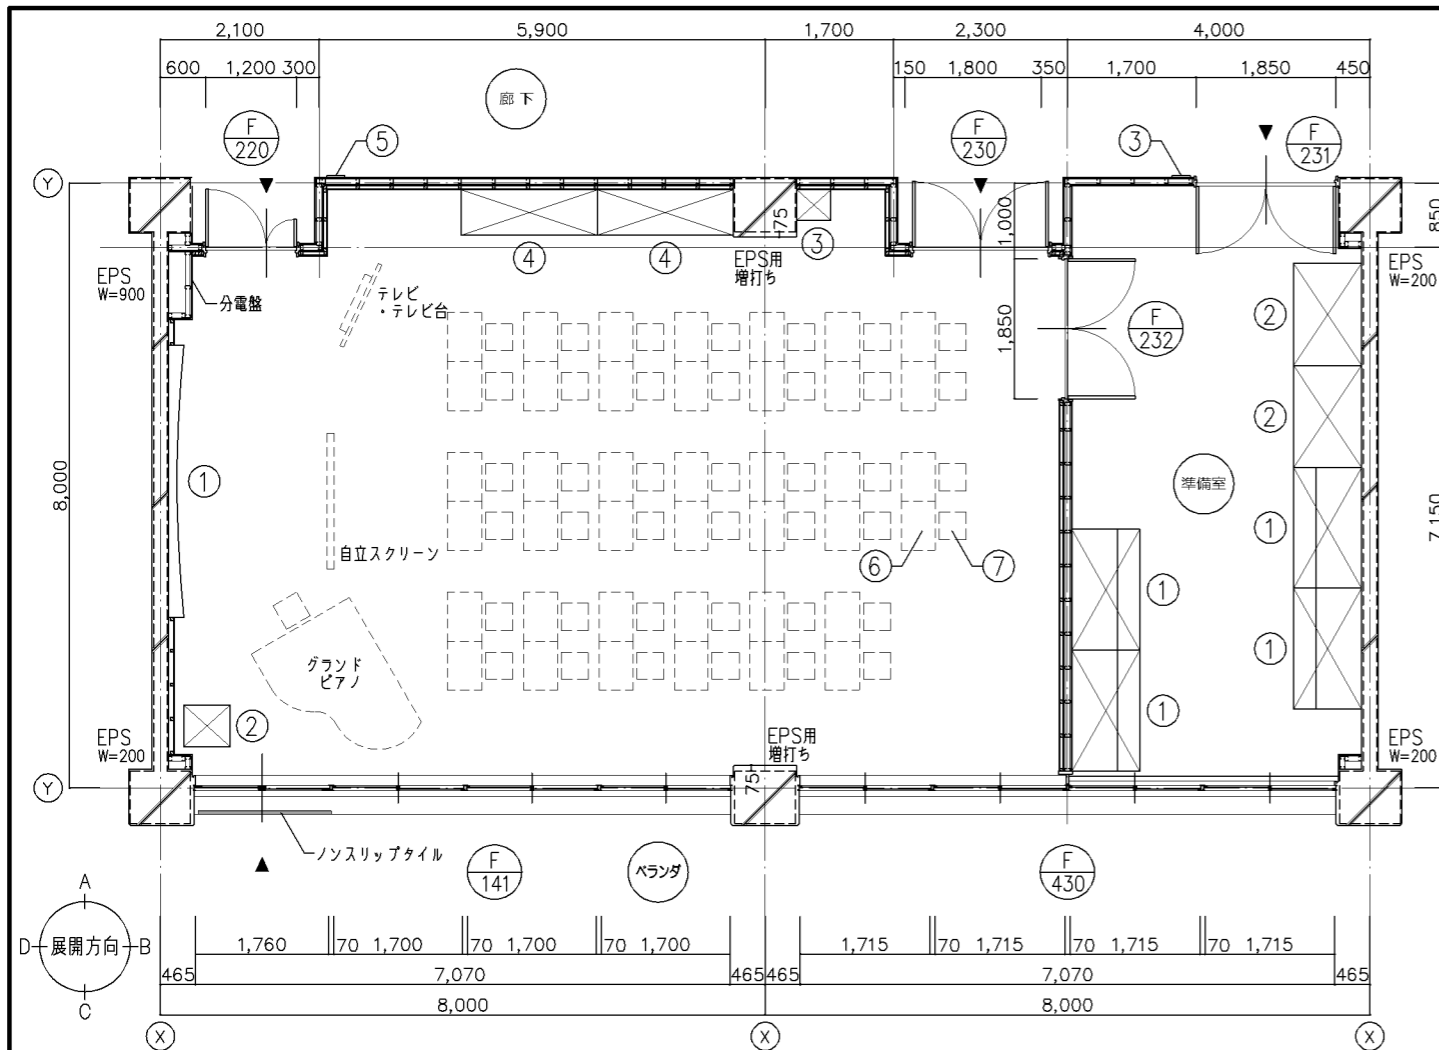 2,100 5,900 1,700 2,300 4,000
600 1,200 300 150 1,800 350 1,700 1,850 450
廊下
F
220
5
F
230
3
F
231
Y
75
1,000
850
4 4 3
EPS
W=900
分電盤
テレビ
・テレビ台
EPS用
増打ち
EPS
W=200
1,850
F
232
2
2
8,000
1
準備室
7,150
自立スクリーン
6 7
1
1
グランド
ピアノ
1
1
2
EPS
W=200
EPS用
増打ち
75
EPS
W=200
Y
ノンスリップタイル
F
141
ベランダ
F
430
A
D 展開方向 B
C
1,760 70 1,700 70 1,700 70 1,700 1,715 70 1,715 70 1,715 70 1,715
465 7,070 465 465 7,070 465
8,000 8,000
X X X